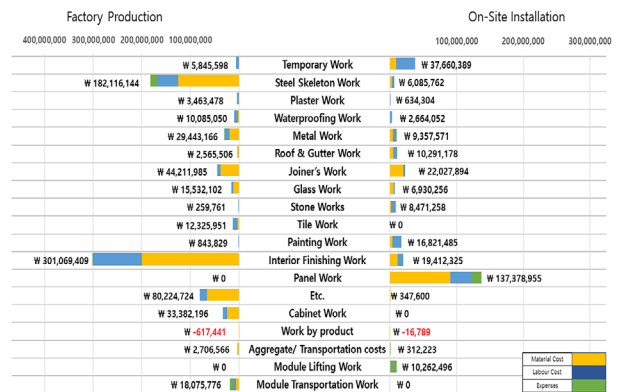 Factory Production On-Site Installation
400,000,000 300,000,000 200,000,000 100,000,000 100,000,000 200,000,000 300,000,000
₩ 5,845,598 Temporary Work ₩ 37,660,389
₩ 182,116,144 Steel Skeleton Work ₩ 6,085,762
₩ 3,463,478 Plaster Work ₩ 634,304
₩ 10,085,050 Waterproofing Work ₩ 2,664,052
₩ 29,443,166 Metal Work ₩ 9,357,571
₩ 2,565,506 Roof & Gutter Work ₩ 10,291,178
₩ 44,211,985 Joiner's Work ₩ 22,027,894
₩ 15,532,102 Glass Work ₩ 6,930,256
₩ 259,761 Stone Works ₩ 8,471,258
₩ 12,325,951 Tile Work ₩ 0
₩ 843,829 Painting Work ₩ 16,821,485
₩ 301,069,409 Interior Finishing Work ₩ 19,412,325
₩ 0 Panel Work ₩ 137,378,955
₩ 80,224,724 Etc. ₩ 347,600
₩ 33,382,196 Cabinet Work ₩ 0
₩ -617,441 Work by product ₩ -16,789
₩ 2,706,566 Aggregate/ Transportation costs ₩ 312,223
₩ 0 Module Lifting Work ₩ 10,262,496
₩ 18,075,776 Module Transportation Work ₩ 0
Material Cost
Labour Cost
Expenses